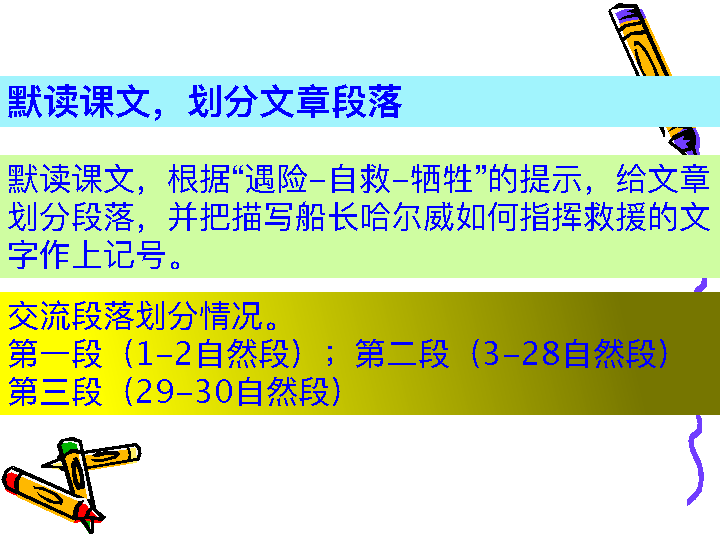 默读课文，划分文章段落
默读课文，根据“遇险–自救–牺牲”的提示，给文章
划分段落，并把描写船长哈尔威如何指挥救援的文
字作上记号。
交流段落划分情况。
第一段（1–2自然段）；第二段（3–28自然段）
第三段（29–30自然段）